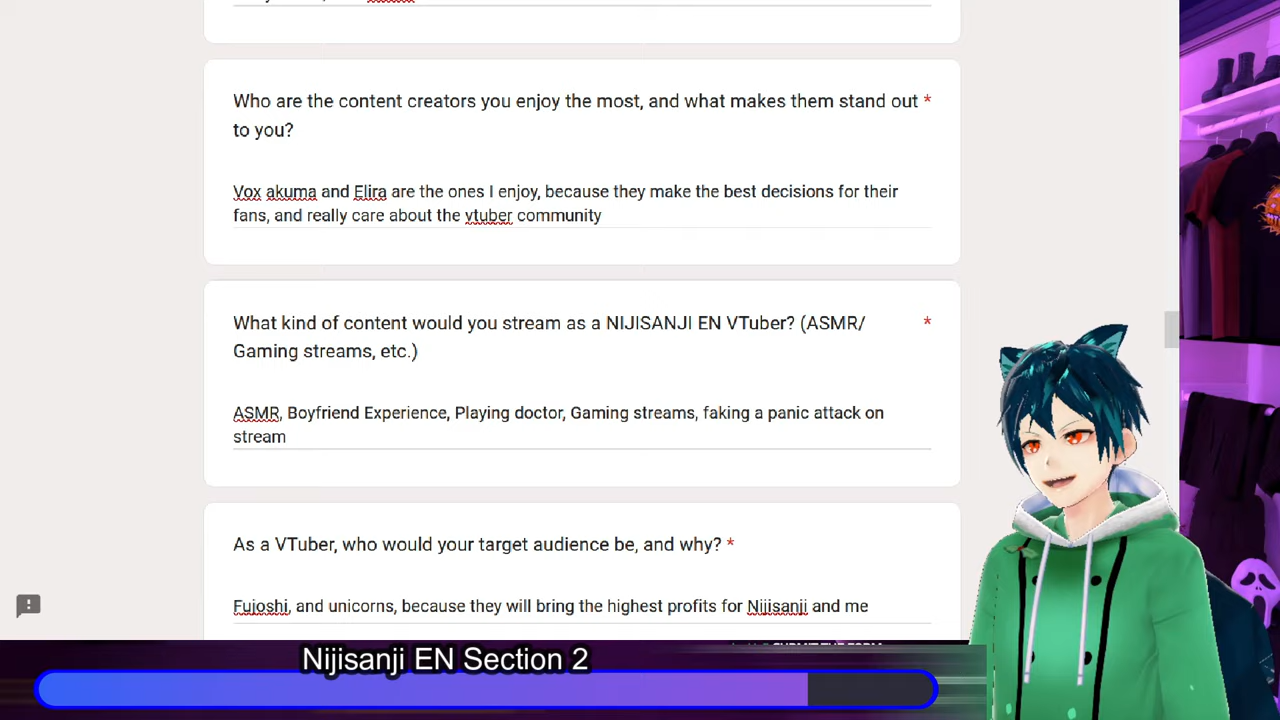 Who are the content creators you enjoy the most, and what makes them stand out *
to you?
Vox akuma and Elira are the ones I enjoy, because they make the best decisions for their
fans, and really care about the vtuber community
What kind of content would you stream as a NIJISANJI EN VTuber? (ASMR/ *
Gaming streams, etc.)
ASMR, Boyfriend Experience, Playing doctor, Gaming streams, faking a panic attack on
stream
As a VTuber, who would your target audience be, and why? *
Fujoshi, and unicorns, because they will bring the highest profits for Nijisanji and me
Nijisanji EN Section 2